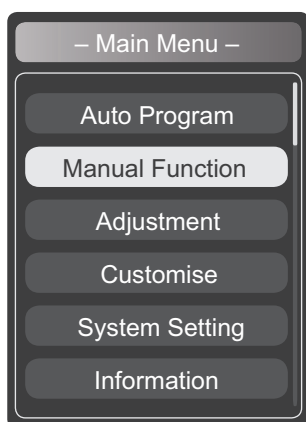 – Main Menu –
Auto Program
Manual Function
Adjustment
Customise
System Setting
Information